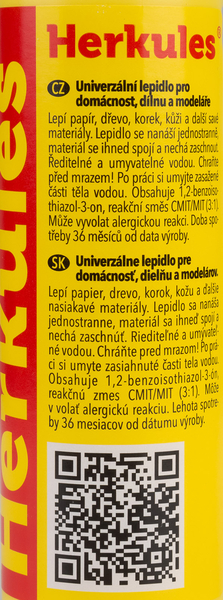 Herkules®
Herkules
CZ Univerzální lepidlo pro
domácnost, dílnu a modeláře
Lepí papír, dřevo, korek, kůži a další savé
materiály. Lepidlo se nanáší jednostranně,
materiál se ihned spojí a nechá zaschnout.
Ředitelné a umyvatelné vodou. Chraňte
před mrazem! Po práci si umyjte zasažené
části těla vodou. Obsahuje 1,2-benzoiso-
thiazol-3-on, reakční směs CMIT/MIT (3:1).
Může vyvolat alergickou reakci. Doba spo-
třeby 36 měsíců od data výroby.
SK Univerzálne lepidlo pre
domácnosť, dielňu a modelárov.
Lepí papier, drevo, korok, kožu a ďalšie
nasiakavé materiály. Lepidlo sa nanáša
jednostranne, materiál sa ihneď spojí a
nechá zaschnúť. Riediteľné a umývateľ-
né vodou. Chráňte pred mrazom! Po prá-
ci si umyte zasiahnuté časti tela vodou.
Obsahuje 1,2-benzoizotiazol-3-ón,
reakčnú zmes CMIT/MIT (3:1). Môže
v olať alergickú reakciu. Lehota spotre-
by 36 mesiacov od dátumu výroby.